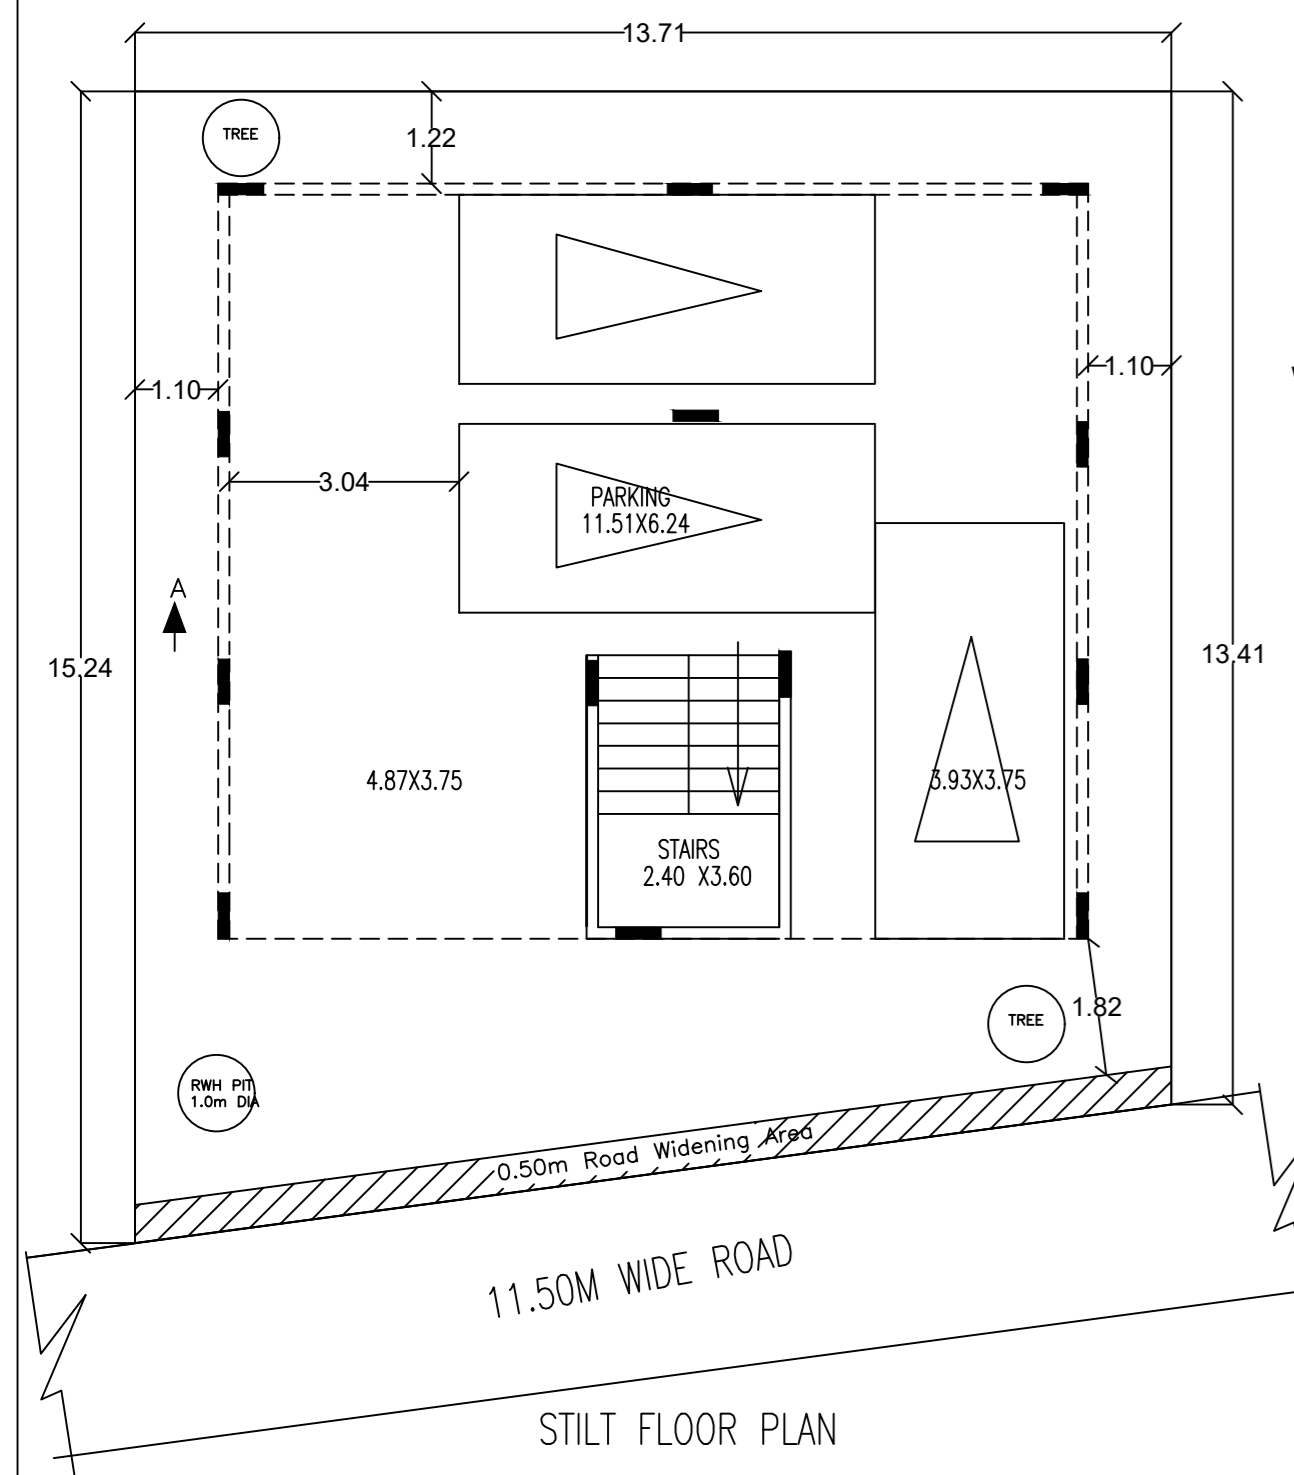 13.71
TREE
1.22
1.10
1.10
3.04
PARKING
11.51X6.24
A
15.24
13.41
4.87X3.75
3.93X3.75
STAIRS
2.40 X3.60
TREE
1.82
RWH PIT
1.0m DIA
0.50m Road Widening Area
11.50M WIDE ROAD
STILT FLOOR PLAN